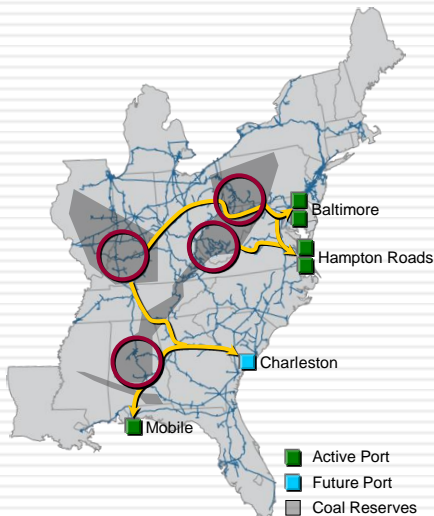 Baltimore
Hampton Roads
Charleston
Mobile
Active Port
Future Port
Coal Reserves